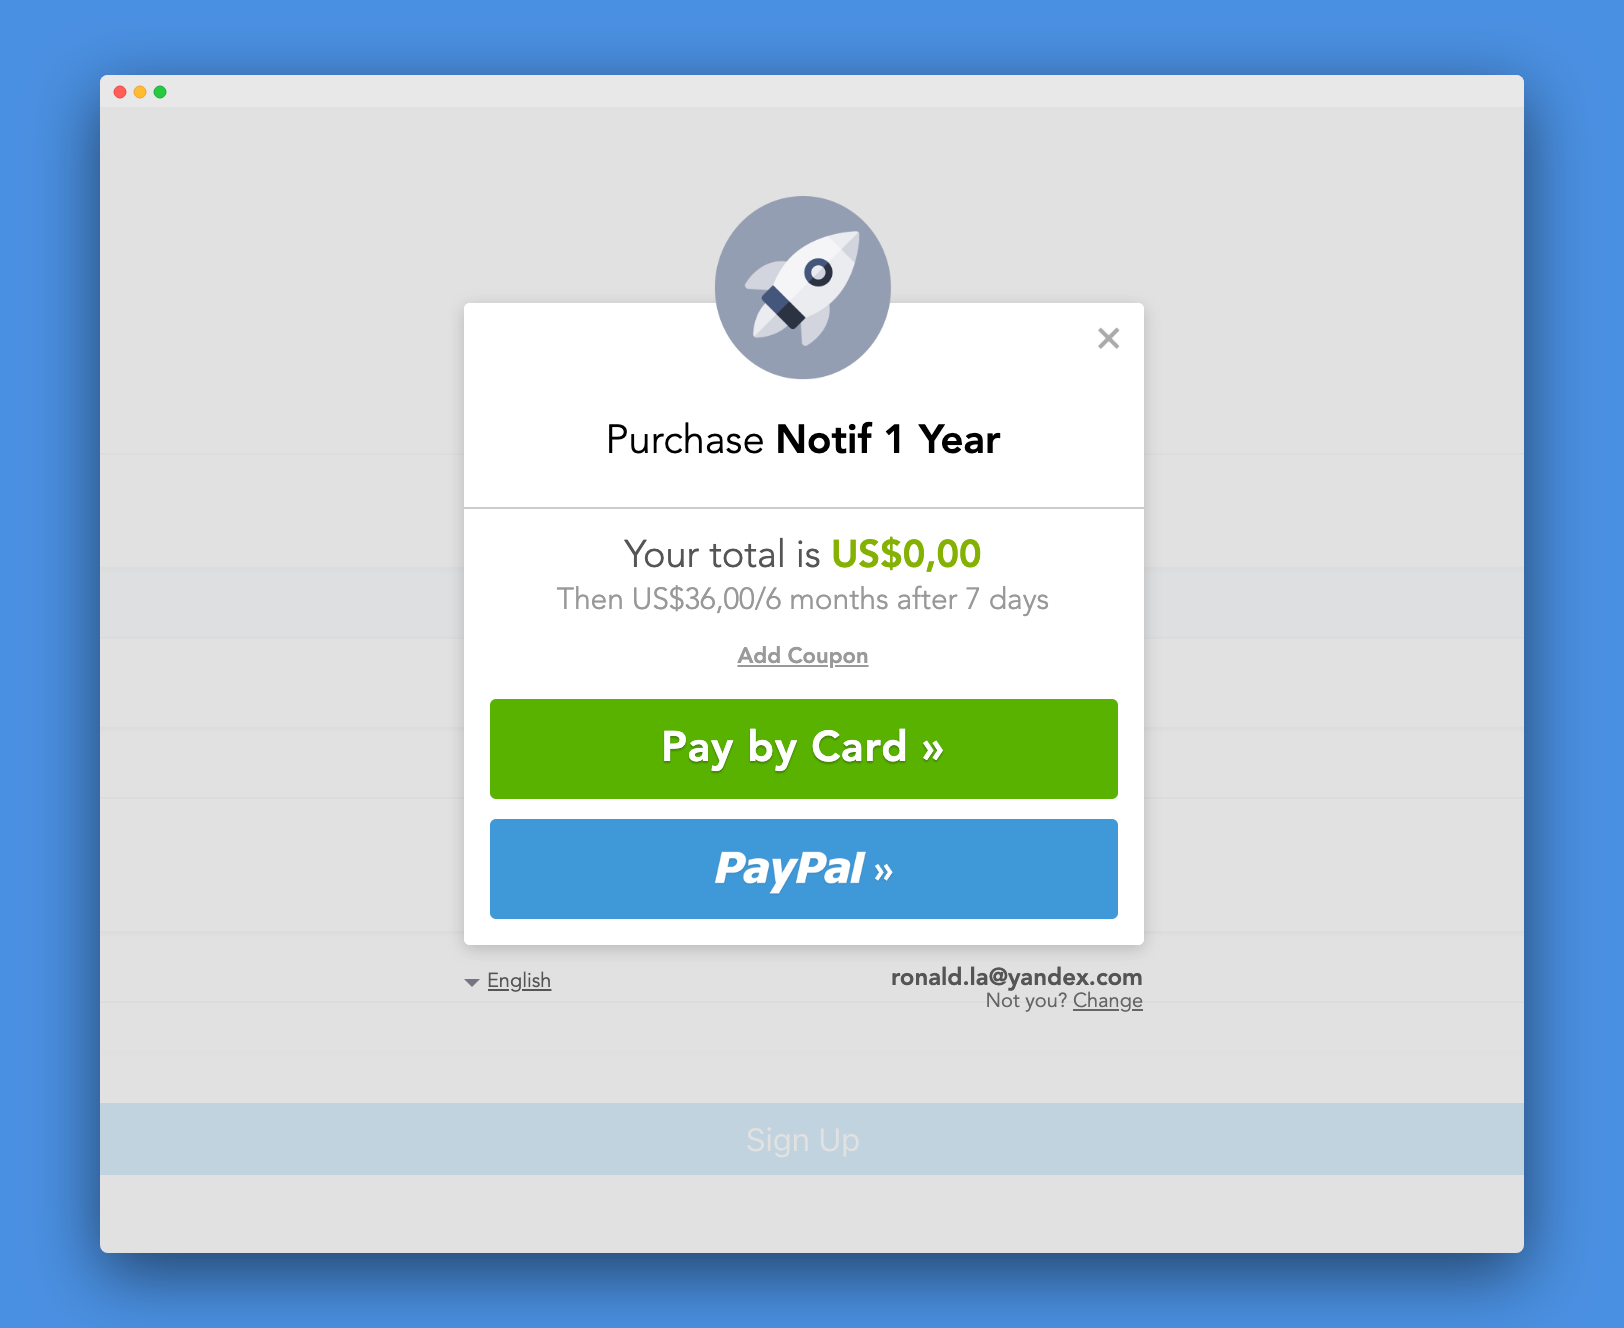 Purchase Notif 1 Year
Your total is US$0,00
Then US$36,00/6 months after 7 days
Add Coupon
Pay by Card »
PayPal »
English
ronald.la@yandex.com
Not you? Change
Sign Up